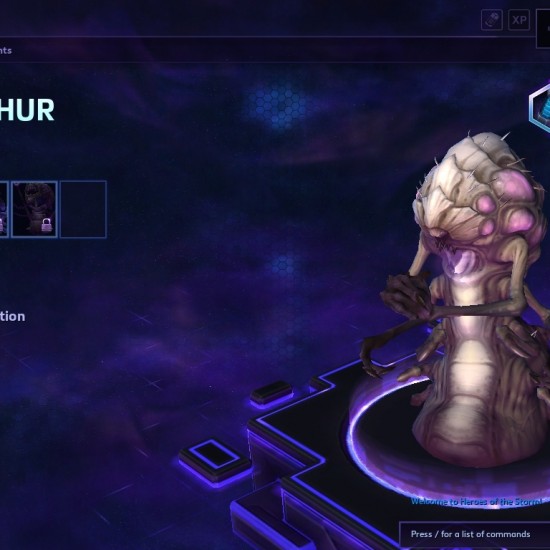 XP
nts
HUR
tion
Welcome to Heroes of the Storm!
Press / for a list of commands